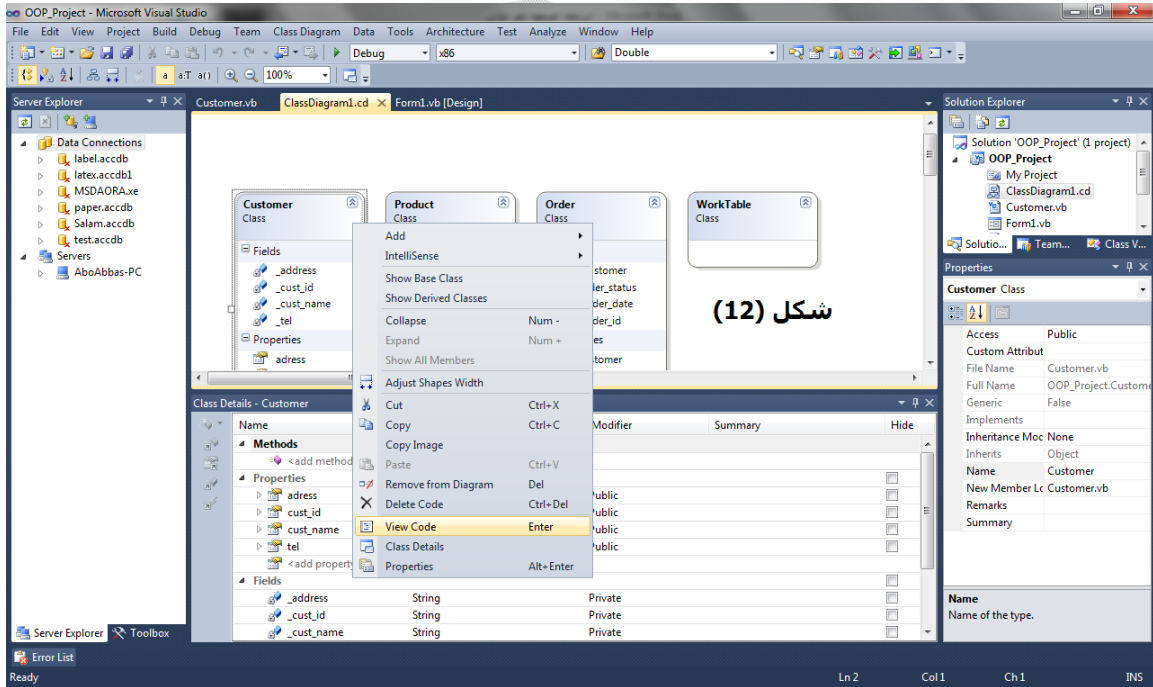 OOP_Project - Microsoft Visual Studio
File Edit View Project Build Debug Team Class Diagram Data Tools Architecture Test Analyze Window Help
Debug x86 Double
a a:T a() 100%
Server Explorer
Data Connections
label.accdb
latex.accdb1
MSDAORA.xe
paper.accdb
Salam.accdb
test.accdb
Servers
AboAbbas-PC
Server Explorer Toolbox
Customer.vb ClassDiagram1.cd Form1.vb [Design]
Customer
Class
Fields
_address
_cust_id
_cust_name
_tel
Properties
adress
Product
Class
Order
Class
stomer
ler_status
der_date
der_id
es
tomer
WorkTable
Class
شكل (12)
Add
IntelliSense
Show Base Class
Show Derived Classes
Collapse Num -
Expand Num +
Show All Members
Adjust Shapes Width
Cut Ctrl+X
Copy Ctrl+C
Copy Image
Paste Ctrl+V
Remove from Diagram Del
Delete Code Ctrl+Del
View Code Enter
Class Details
Properties Alt+Enter
Class Details - Customer
Name Modifier Summary Hide
Methods
<add method
Properties
adress Public
cust_id Public
cust_name Public
tel Public
<add propert
Fields
_address String Private
_cust_id String Private
_cust_name String Private
Solution Explorer
Solution 'OOP_Project' (1 project)
OOP_Project
My Project
ClassDiagram1.cd
Customer.vb
Form1.vb
Solutio... Team... Class V...
Properties
Customer Class
Access Public
Custom Attribut
File Name Customer.vb
Full Name OOP_Project.Custome
Generic False
Implements
Inheritance Moc None
Inherits Object
Name Customer
New Member Lc Customer.vb
Remarks
Summary
Name
Name of the type.
Error List
Ready Ln 2 Col 1 Ch 1 INS